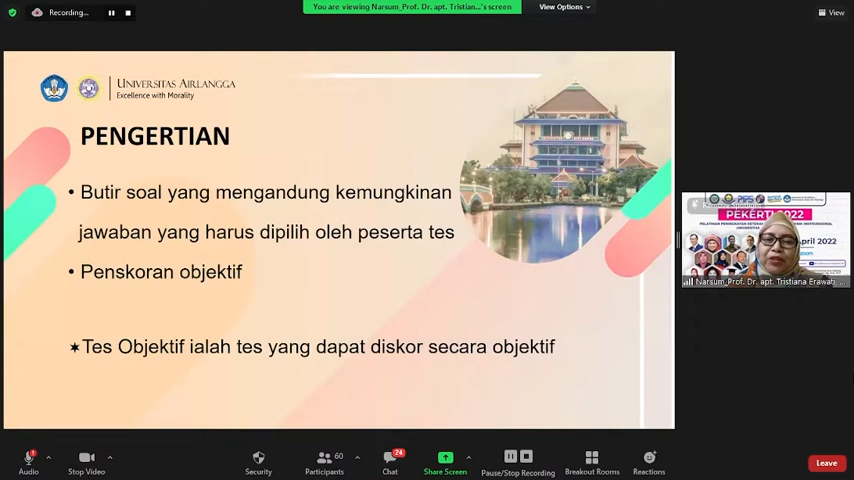 Recording...
You are viewing Narsum_Prof. Dr. apt. Tristian...'s screen
View Options
View
UNIVERSITAS AIRLANGGA
Excellence with Morality
PENGERTIAN
• Butir soal yang mengandung kemungkinan
jawaban yang harus dipilih oleh peserta tes
• Penskoran objektif
★Tes Objektif ialah tes yang dapat diskor secara objektif
PEKERTI 2022
April 2022
Narsum_Prof. Dr. apt. Tristiana Erawati...
Audio
Stop Video
Security
60
Participants
24
Chat
Share Screen
Pause/Stop Recording
Breakout Rooms
Reactions
Leave